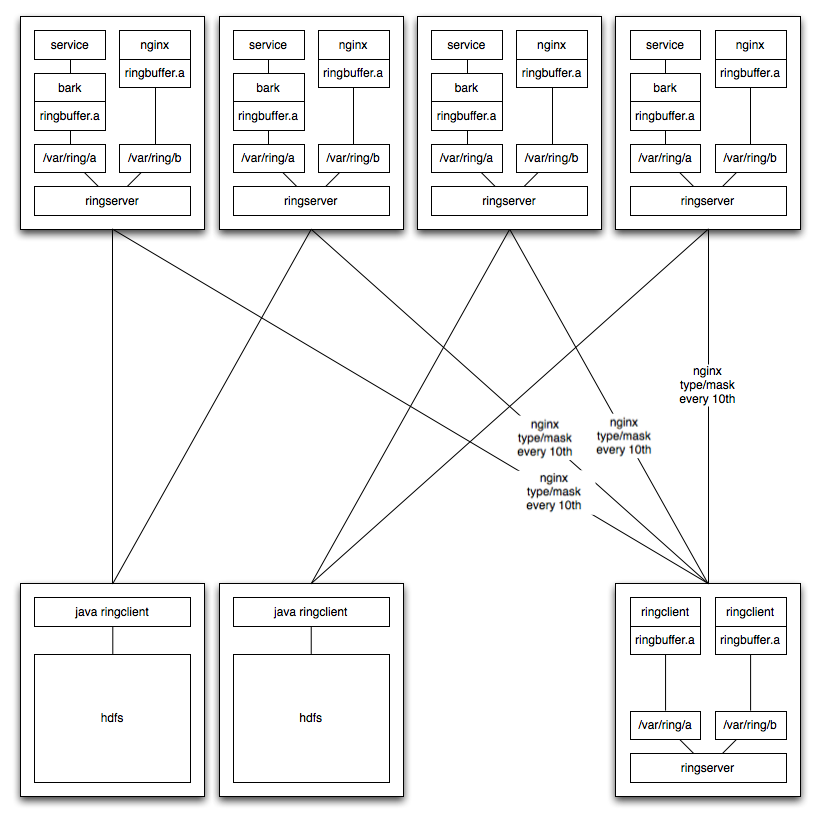 service
nginx
bark
ringbuffer.a
ringbuffer.a
/var/ring/a
/var/ring/b
ringserver
service
nginx
bark
ringbuffer.a
ringbuffer.a
/var/ring/a
/var/ring/b
ringserver
service
nginx
bark
ringbuffer.a
ringbuffer.a
/var/ring/a
/var/ring/b
ringserver
service
nginx
bark
ringbuffer.a
ringbuffer.a
/var/ring/a
/var/ring/b
ringserver
nginx
type/mask
every 10th
nginx
type/mask
every 10th
nginx
type/mask
every 10th
nginx
type/mask
every 10th
java ringclient
hdfs
java ringclient
hdfs
ringclient
ringbuffer.a
ringclient
ringbuffer.a
/var/ring/a
/var/ring/b
ringserver